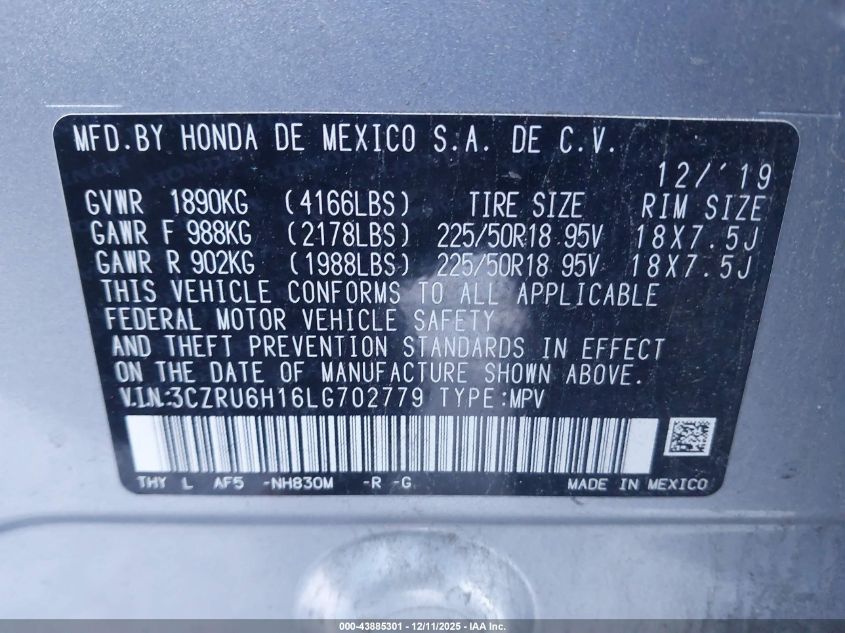 MFD.BY HONDA DE MEXICO S.A. DE C.V.
12/'19
GVWR 1890KG (4166LBS) TIRE SIZE RIM SIZE
GAWR F 988KG (2178LBS) 225/50R18 95V 18X7.5J
GAWR R 902KG (1988LBS) 225/50R18 95V 18X7.5J
THIS VEHICLE CONFORMS TO ALL APPLICABLE
FEDERAL MOTOR VEHICLE SAFETY
AND THEFT PREVENTION STANDARDS IN EFFECT
ON THE DATE OF MANUFACTURE SHOWN ABOVE.
V.I.N:3CZRU6H16LG702779 TYPE:MPV
THY L AF5 -NH830M -R -G MADE IN MEXICO
000-43885301 - 12/11/2025 - IAA Inc.